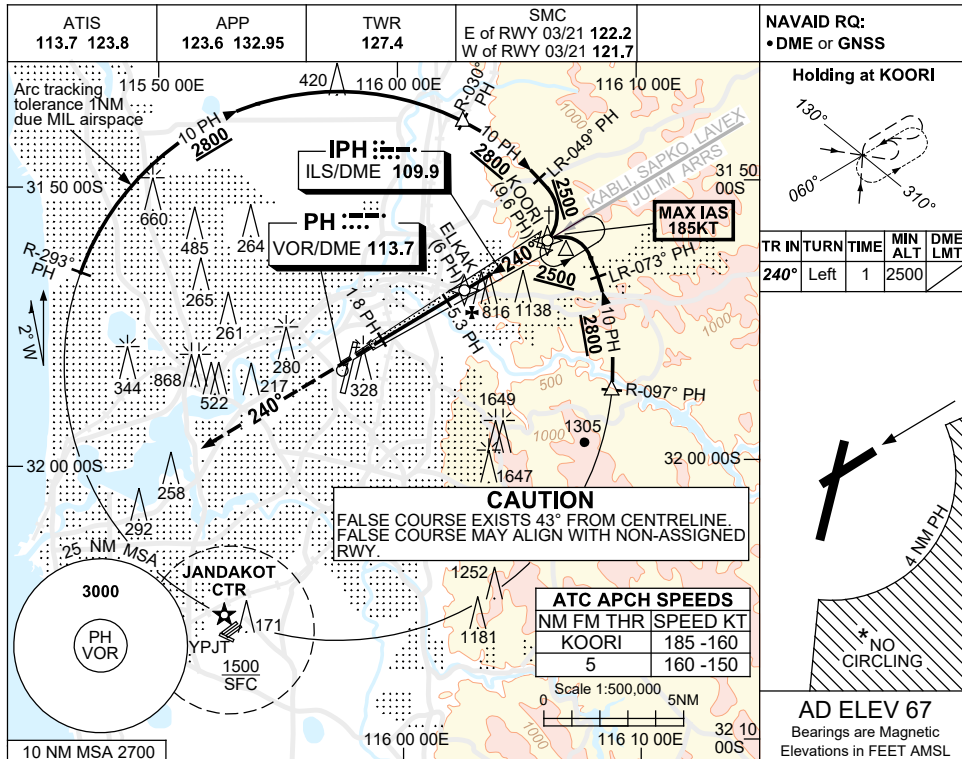 ATIS
113.7 123.8
APP
123.6 132.95
TWR
127.4
SMC
E of RWY 03/21 122.2
W of RWY 03/21 121.7
NAVAID RQ:
• DME or GNSS
115 50 00E
116 00 00E
116 10 00E
Arc tracking
tolerance 1NM
due MIL airspace
10 PH
2800
420
R-030°
PH
10 PH
2800
LR-049° PH
2500
1000
KABLI, SAPKO, LAVEX
JULIM ARRS
IPH
ILS/DME 109.9
PH
VOR/DME 113.7
KOORI
(9.6 PH)
ELKAK
(6 PH)
240°
2500
MAX IAS
185KT
LR-073° PH
10 PH
2800
31 50
00S
31 50 00S
660
485
264
265
261
280
344
868
522
217
328
816
1138
1.8 PH
5.3 PH
R-293°
PH
2° W
240°
R-097° PH
500
1000
1000
1649
1305
1647
32 00 00S
32 00 00S
258
292
25 NM MSA
3000
PH
VOR
10 NM MSA 2700
JANDAKOT
CTR
171
YPJT
1500
SFC
CAUTION
FALSE COURSE EXISTS 43° FROM CENTRELINE.
FALSE COURSE MAY ALIGN WITH NON-ASSIGNED
RWY.
1252
1181
ATC APCH SPEEDS
NM FM THR SPEED KT
KOORI 185 -160
5 160 -150
Scale 1:500,000
0 5NM
116 00 00E
116 10 00E
32 10
00S
Holding at KOORI
130°
060°
310°
TR IN TURN TIME MIN ALT DME LMT
240° Left 1 2500
4 NM PH
* NO
CIRCLING
AD ELEV 67
Bearings are Magnetic
Elevations in FEET AMSL